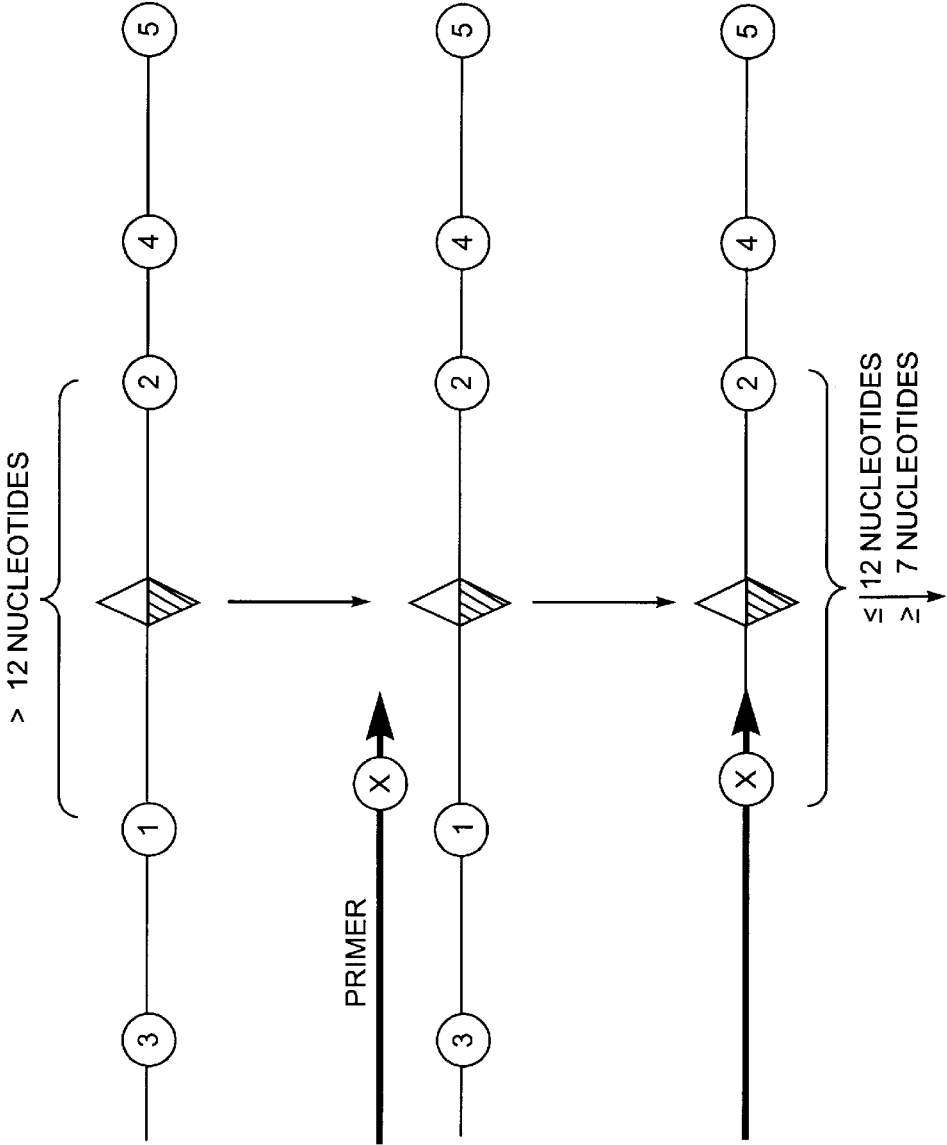 > 12 NUCLEOTIDES
3 1 2 4 5
PRIMER
X
3 1 2 4 5
X 2 4 5
≤ 12 NUCLEOTIDES
≥ 7 NUCLEOTIDES